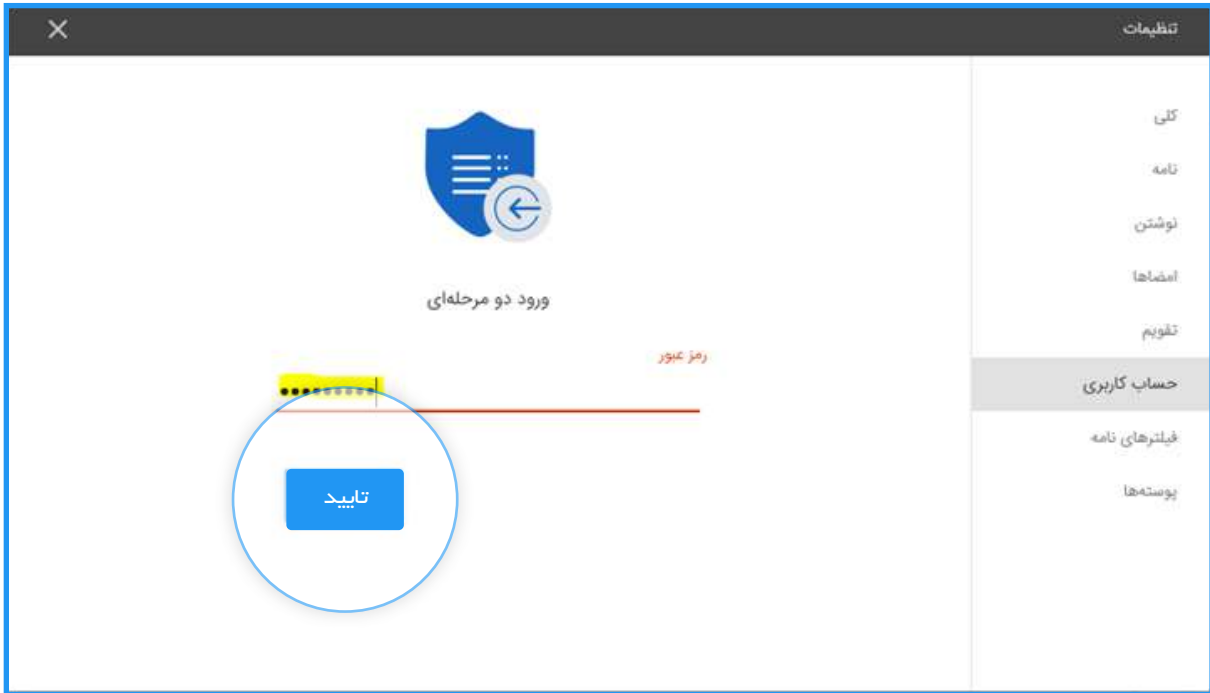 تنظیمات
کلی
نامه
نوشتن
امضاها
تقویم
حساب کاربری
فیلترهای نامه
پوسته‌ها
ورود دو مرحله‌ای
رمز عبور
تایید